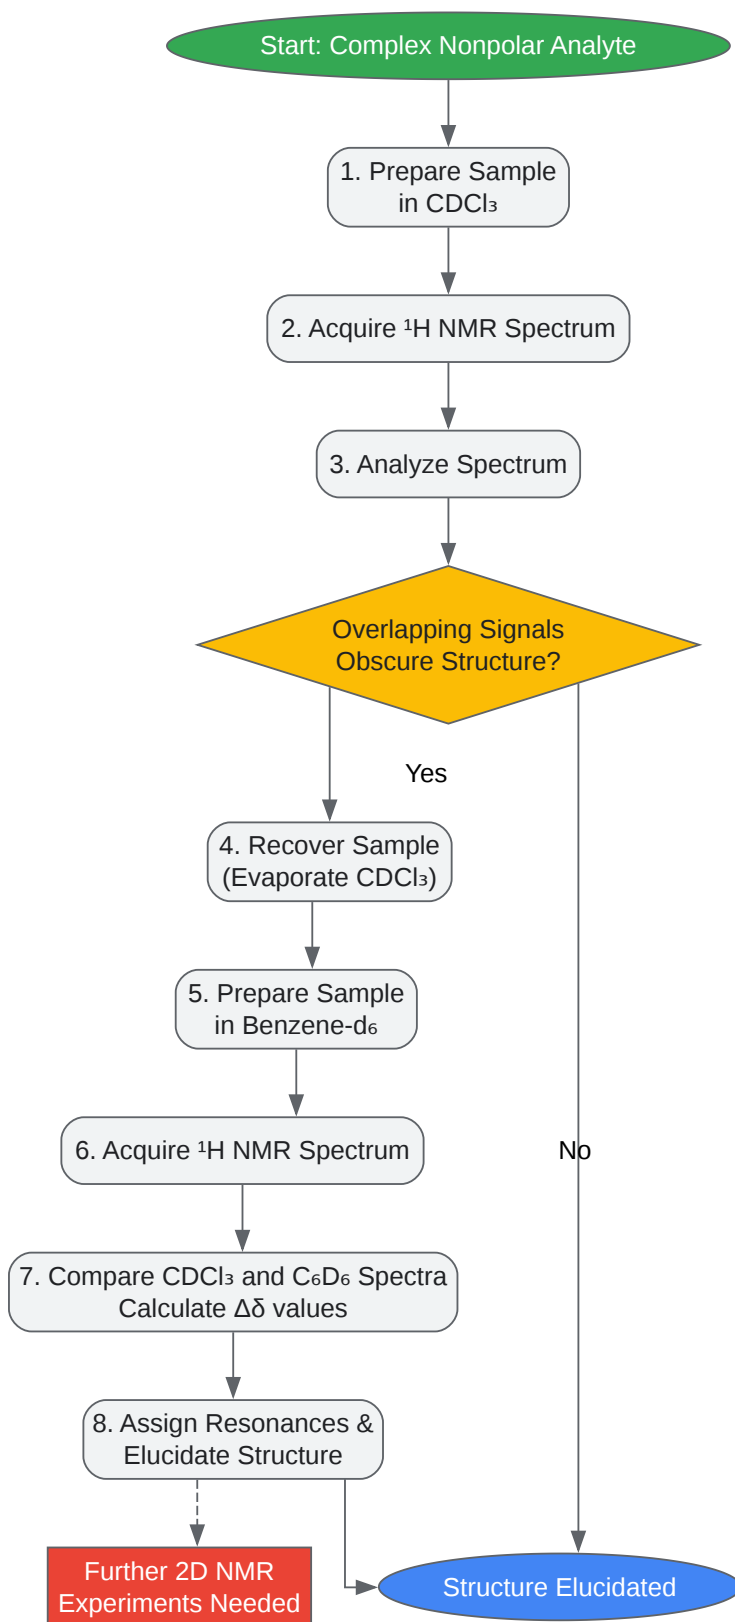 Start: Complex Nonpolar Analyte
1. Prepare Sample
in CDCl₃
2. Acquire ¹H NMR Spectrum
3. Analyze Spectrum
Overlapping Signals
Obscure Structure?
Yes
4. Recover Sample
(Evaporate CDCl₃)
5. Prepare Sample
in Benzene-d₆
6. Acquire ¹H NMR Spectrum
No
7. Compare CDCl₃ and C₆D₆ Spectra
Calculate Δδ values
8. Assign Resonances &
Elucidate Structure
Further 2D NMR
Experiments Needed
Structure Elucidated